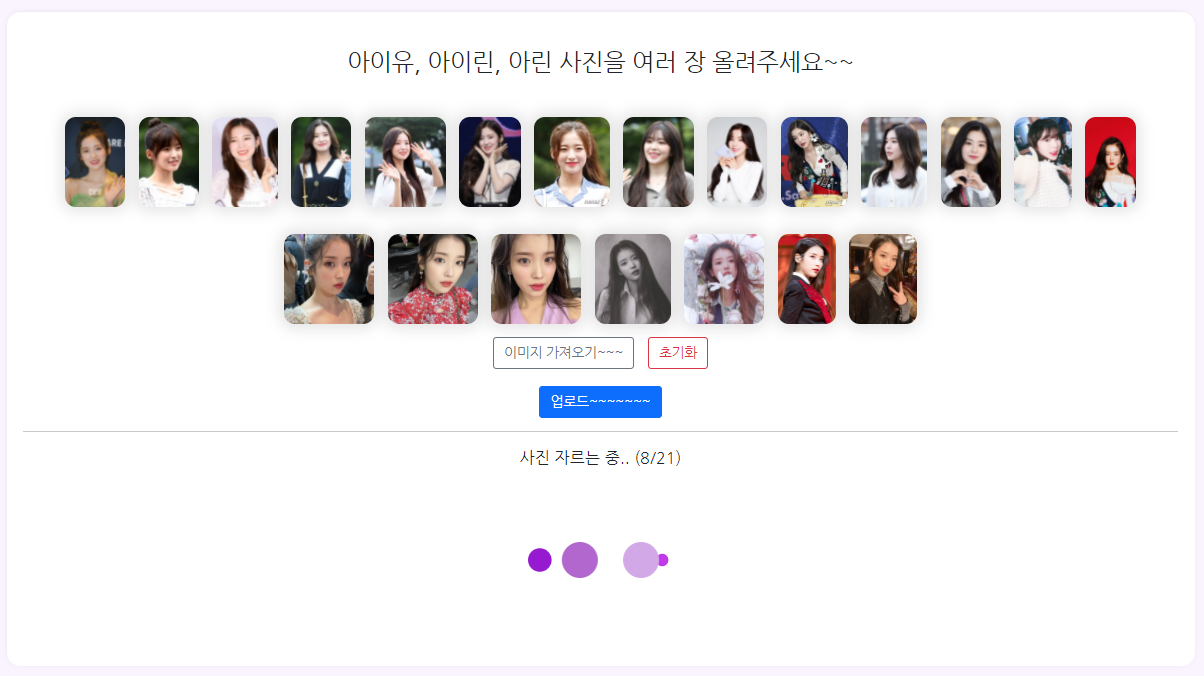 아이유, 아이린, 아린 사진을 여러 장 올려주세요~~
이미지 가져오기~~~ 초기화
업로드~~~~~~~
사진 자르는 중.. (8/21)